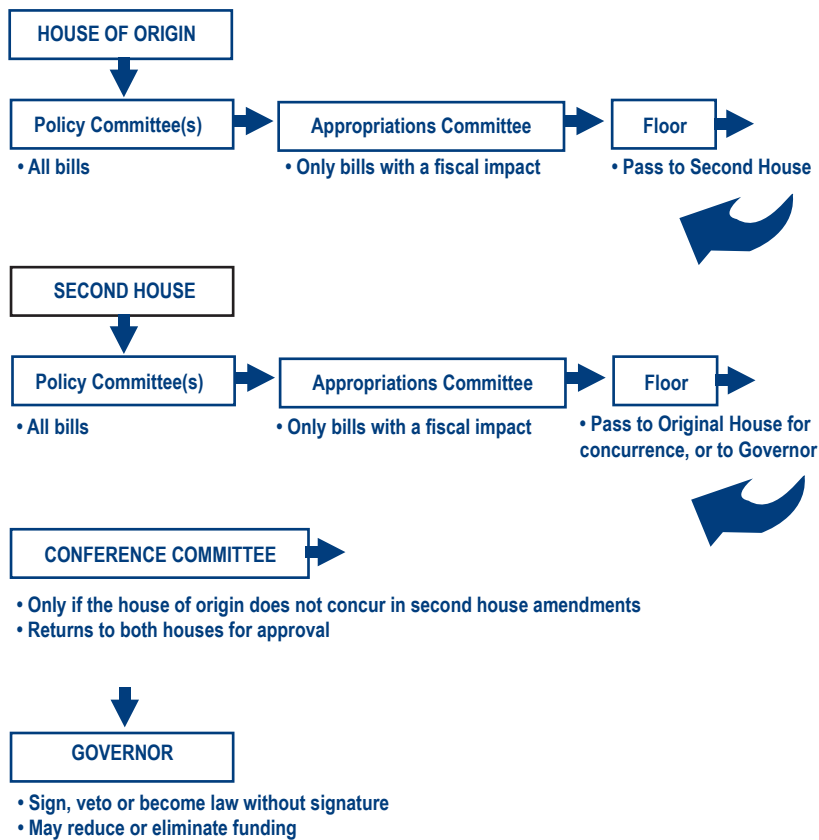 HOUSE OF ORIGIN
Policy Committee(s)
• All bills
Appropriations Committee
• Only bills with a fiscal impact
Floor
• Pass to Second House
SECOND HOUSE
Policy Committee(s)
• All bills
Appropriations Committee
• Only bills with a fiscal impact
Floor
• Pass to Original House for
concurrence, or to Governor
CONFERENCE COMMITTEE
• Only if the house of origin does not concur in second house amendments
• Returns to both houses for approval
GOVERNOR
• Sign, veto or become law without signature
• May reduce or eliminate funding